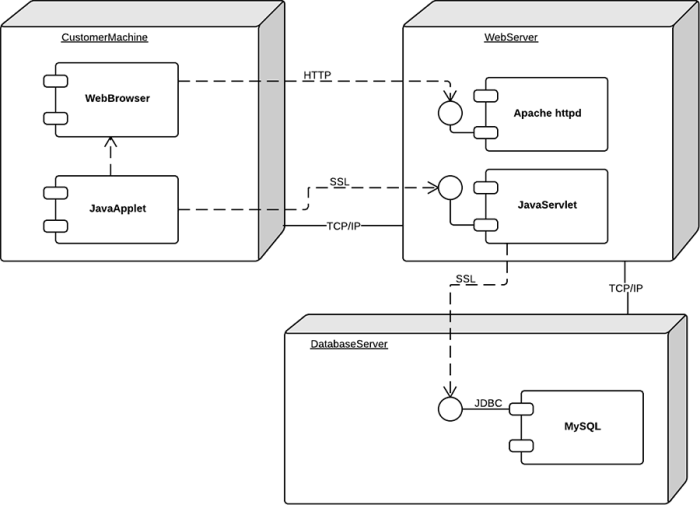 CustomerMachine
WebServer
HTTP
WebBrowser
Apache httpd
SSL
JavaApplet
JavaServlet
TCP/IP
SSL
TCP/IP
DatabaseServer
JDBC
MySQL